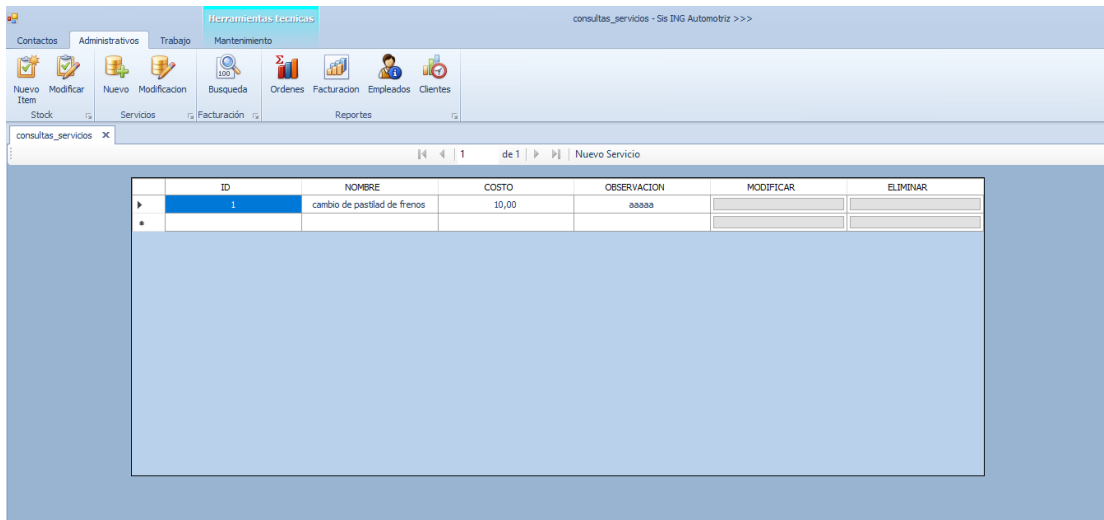 Herramientas tecnicas
consultas_servicios - Sis ING Automotriz >>>
Contactos Administrativos Trabajo Mantenimiento
100
Nuevo Item Modificar Nuevo Modificacion Busqueda Ordenes Facturacion Empleados Clientes
Stock Servicios Facturación Reportes
consultas_servicios X
1 de 1 Nuevo Servicio
ID NOMBRE COSTO OBSERVACION MODIFICAR ELIMINAR
1 cambio de pastilad de frenos 10,00 aaaaa